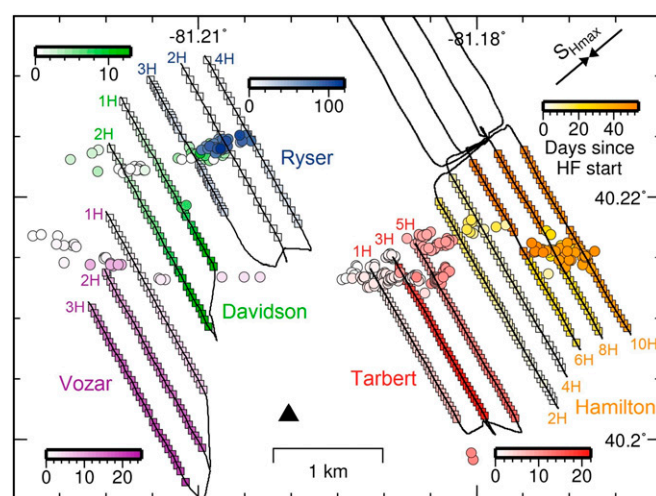 -81.21°
-81.18°
SHmax
0 10
2H
4H
3H
0 100
1H
0 20 40
Days since
HF start
2H
Ryser
40.22°
1H
5H
3H
1H
2H
Davidson
3H
6H
8H
10H
Vozar
Tarbert
4H
Hamilton
2H
40.2°
0 10 20
1 km
0 10 20